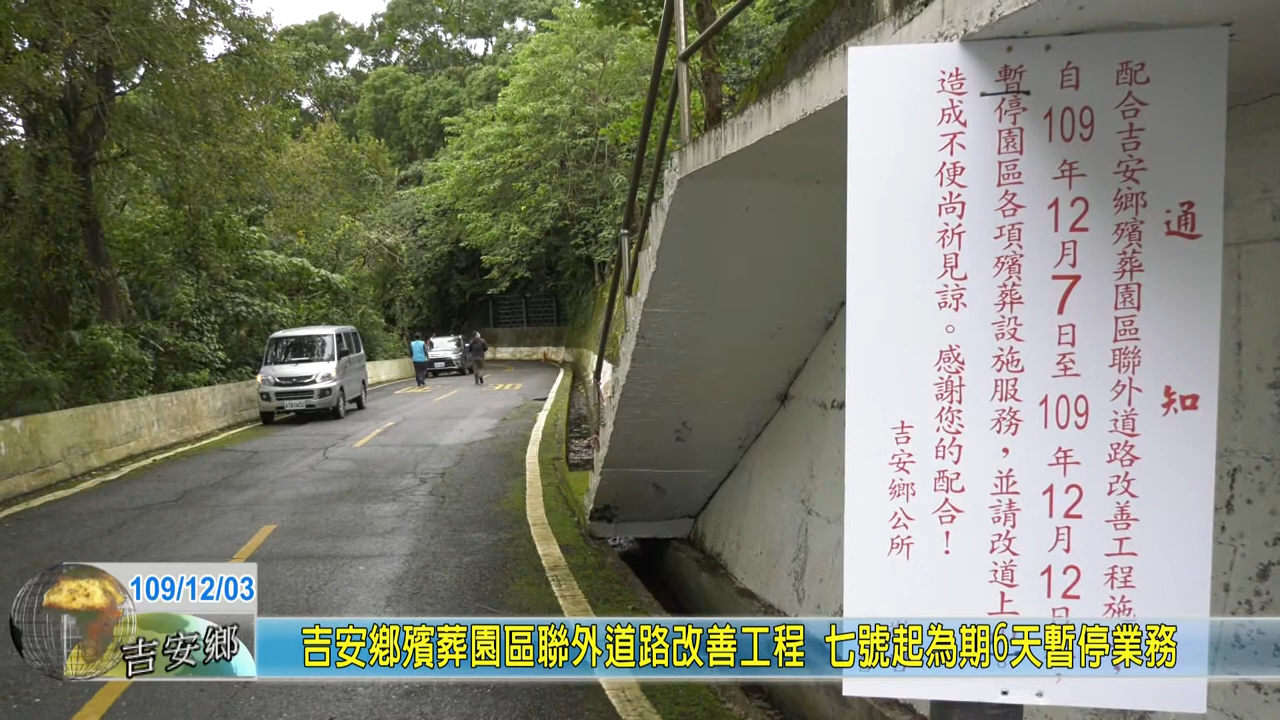 通知
配合吉安鄉殯葬園區聯外道路改善工程施
自109年12月7日至109年12月12日
暫停園區各項殯葬設施服務，並請改道上
造成不便尚祈見諒。感謝您的配合！
吉安鄉公所
109/12/03
吉安鄉
吉安鄉殯葬園區聯外道路改善工程 七號起為期6天暫停業務